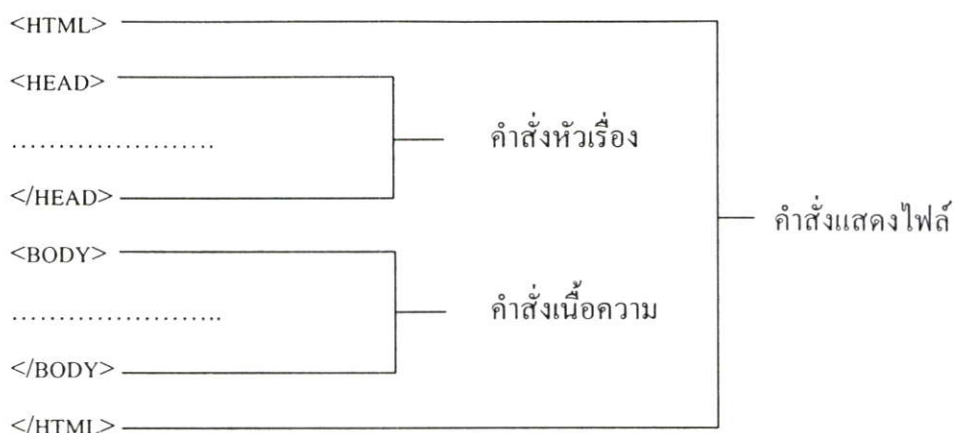 <HTML>
<HEAD>
......................
คำสั่งหัวเรื่อง
</HEAD>
คำสั่งแสดงไฟล์
<BODY>
.......................
คำสั่งเนื้อความ
</BODY>
</HTML>